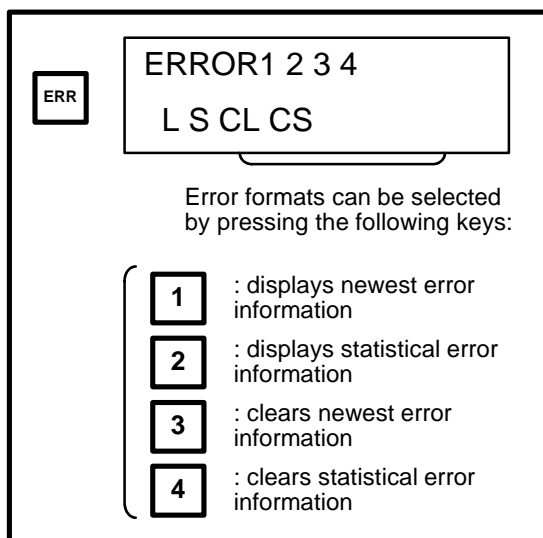 ERR
ERROR1 2 3 4
L S CL CS
Error formats can be selected
by pressing the following keys:
1 : displays newest error
information
2 : displays statistical error
information
3 : clears newest error
information
4 : clears statistical error
information